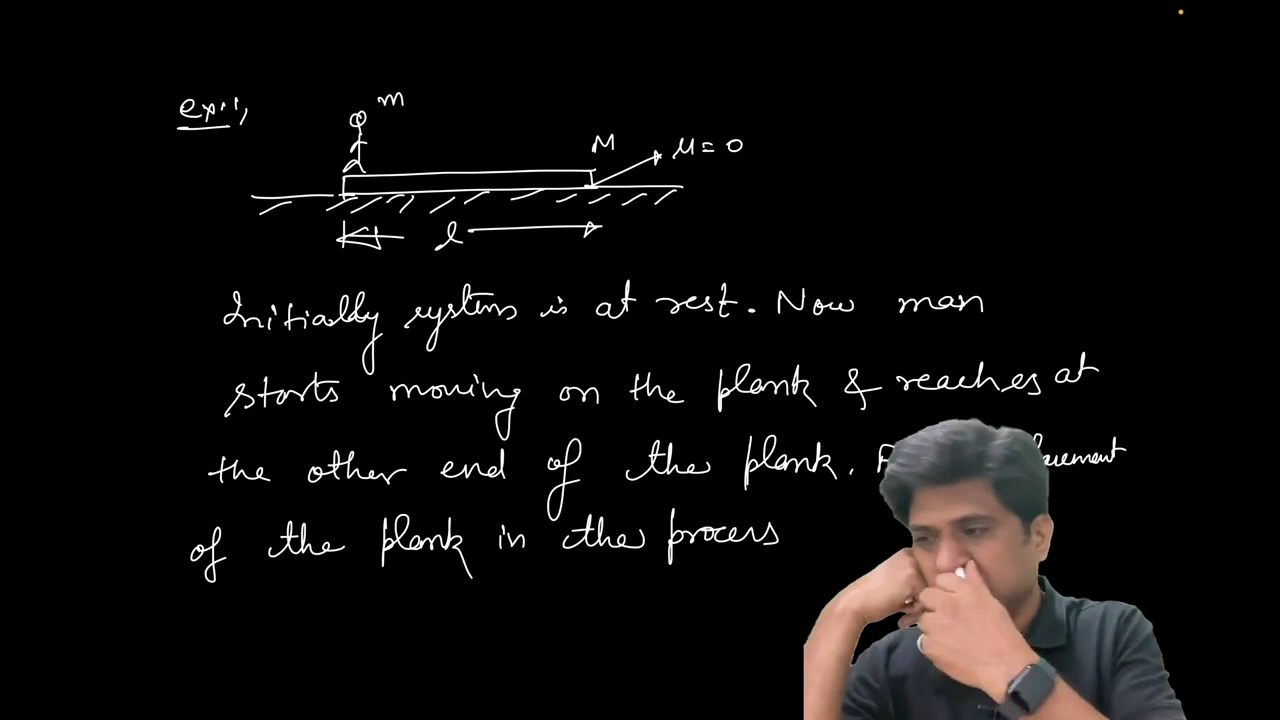 ex:-,
m
M
μ = 0
l
Initially system is at rest. Now man
starts moving on the plank & reaches at
the other end of the plank.
of the plank in the process